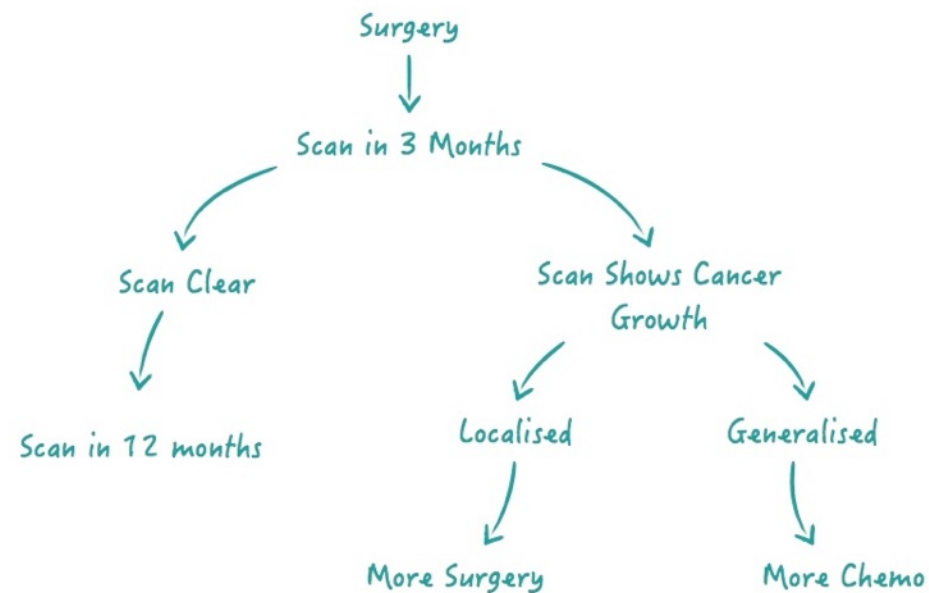 Surgery
Scan in 3 Months
Scan Clear
Scan Shows Cancer
Growth
Scan in 12 months
Localised
Generalised
More Surgery
More Chemo